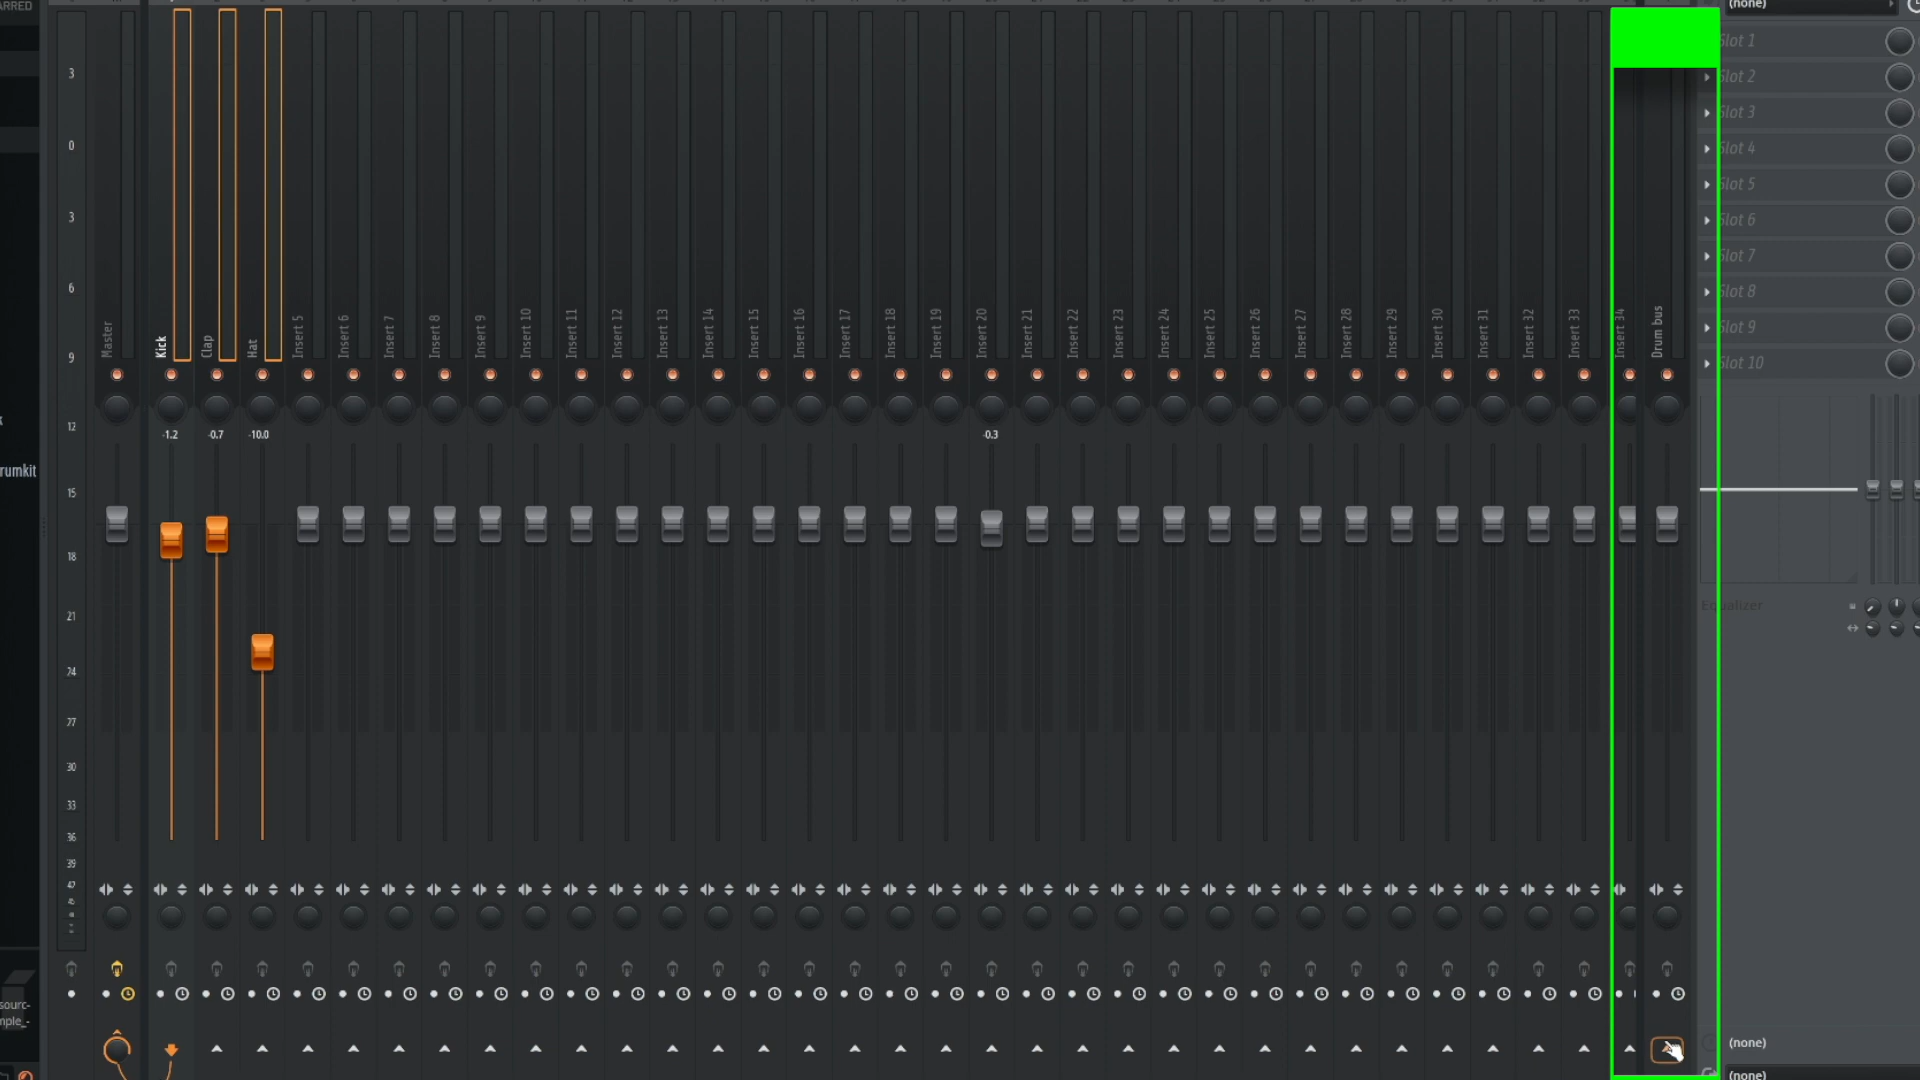 ARRED
(none)
Slot 1
Slot 2
Slot 3
Slot 4
Slot 5
Slot 6
Slot 7
Slot 8
Slot 9
Slot 10
3
0
3
6
9
12
15
18
21
24
27
30
33
36
39
42
Master
Kick
Clap
Hat
Insert 5
Insert 6
Insert 7
Insert 8
Insert 9
Insert 10
Insert 11
Insert 12
Insert 13
Insert 14
Insert 15
Insert 16
Insert 17
Insert 18
Insert 19
Insert 20
Insert 21
Insert 22
Insert 23
Insert 24
Insert 25
Insert 26
Insert 27
Insert 28
Insert 29
Insert 30
Insert 31
Insert 32
Insert 33
Insert 34
Drum bus
-1.2
-0.7
-10.0
-0.3
rumkit
Equalizer
sourc-
mple_-
(none)
(none)